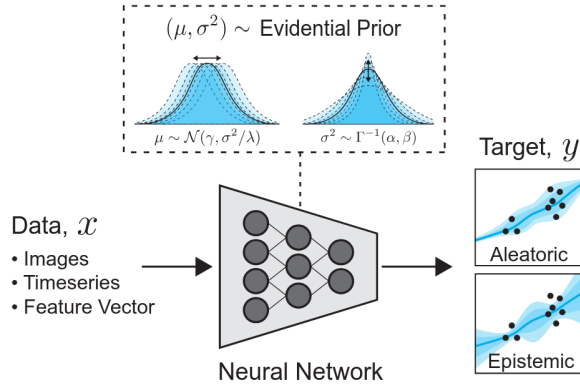 (μ, σ²) ∼ Evidential Prior
μ ∼ 𝒩(γ, σ²/λ)
σ² ∼ Γ⁻¹(α, β)
Target, y
Data, x
• Images
• Timeseries
• Feature Vector
Aleatoric
Epistemic
Neural Network